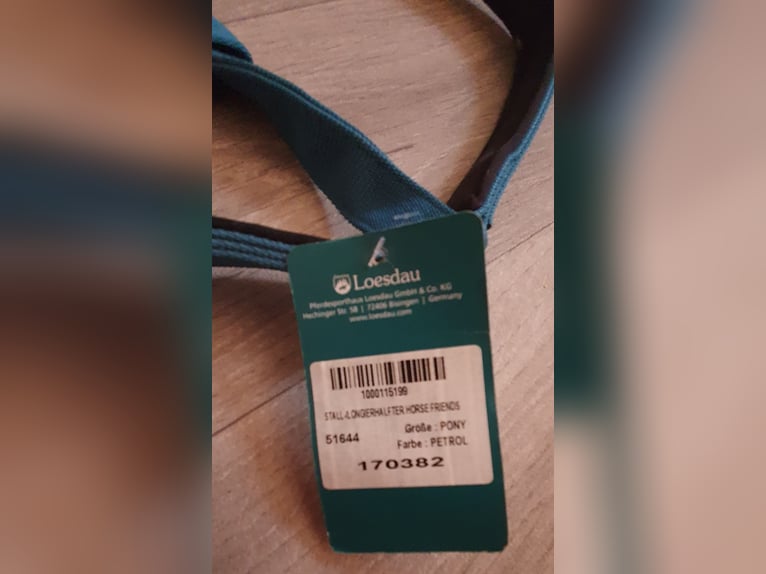 Loesdau
Pferdesporthaus Loesdau GmbH & Co. KG
Hechinger Str. 58 | 72406 Bisingen | Germany
www.loesdau.com
1000115199
STALL-/LONGIERHALFTER HORSE FRIENDS
51644
Größe : PONY
Farbe : PETROL
170382